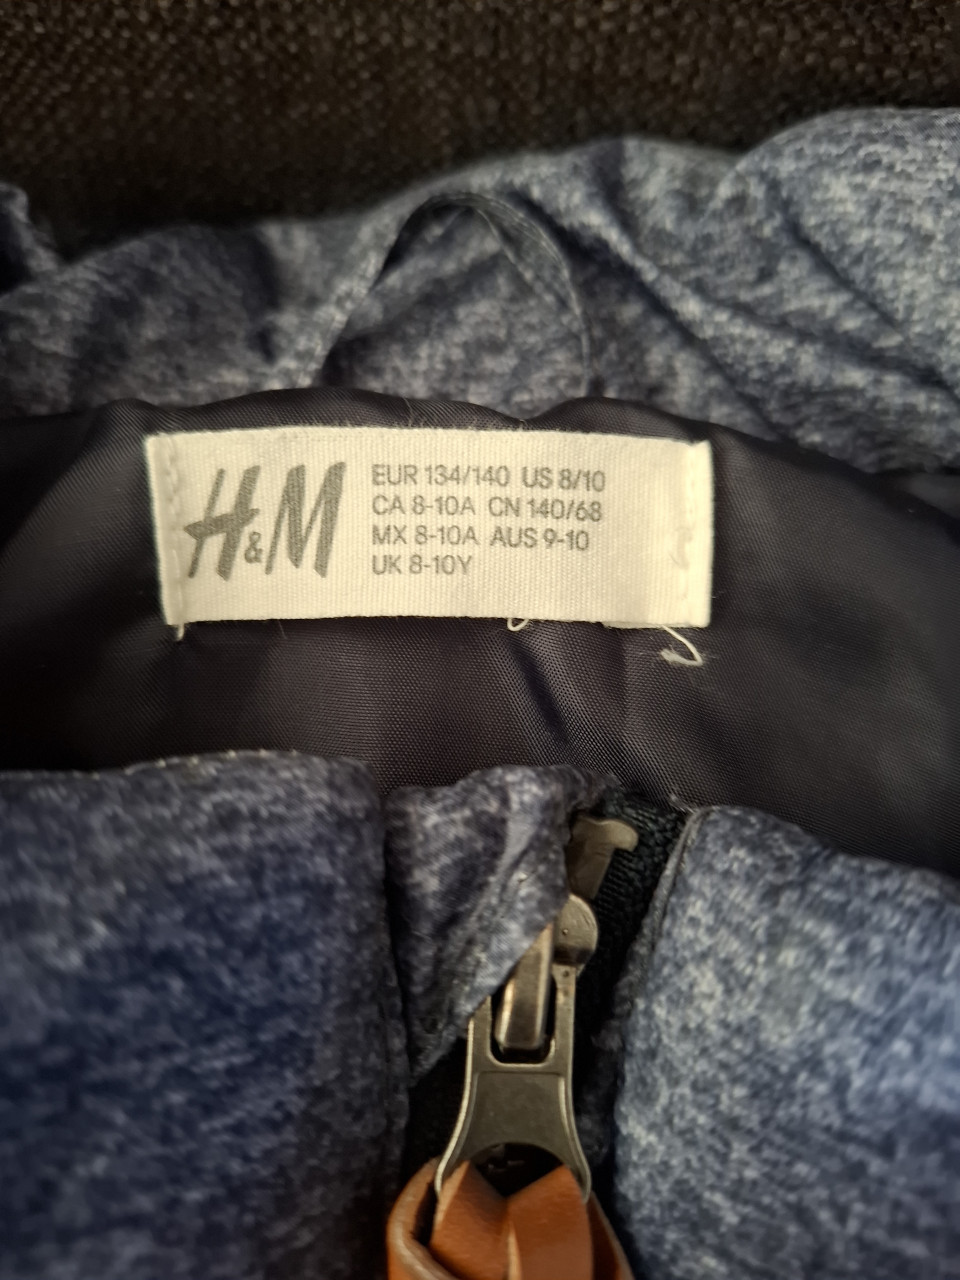 H&M
EUR 134/140 US 8/10
CA 8-10A CN 140/68
MX 8-10A AUS 9-10
UK 8-10Y